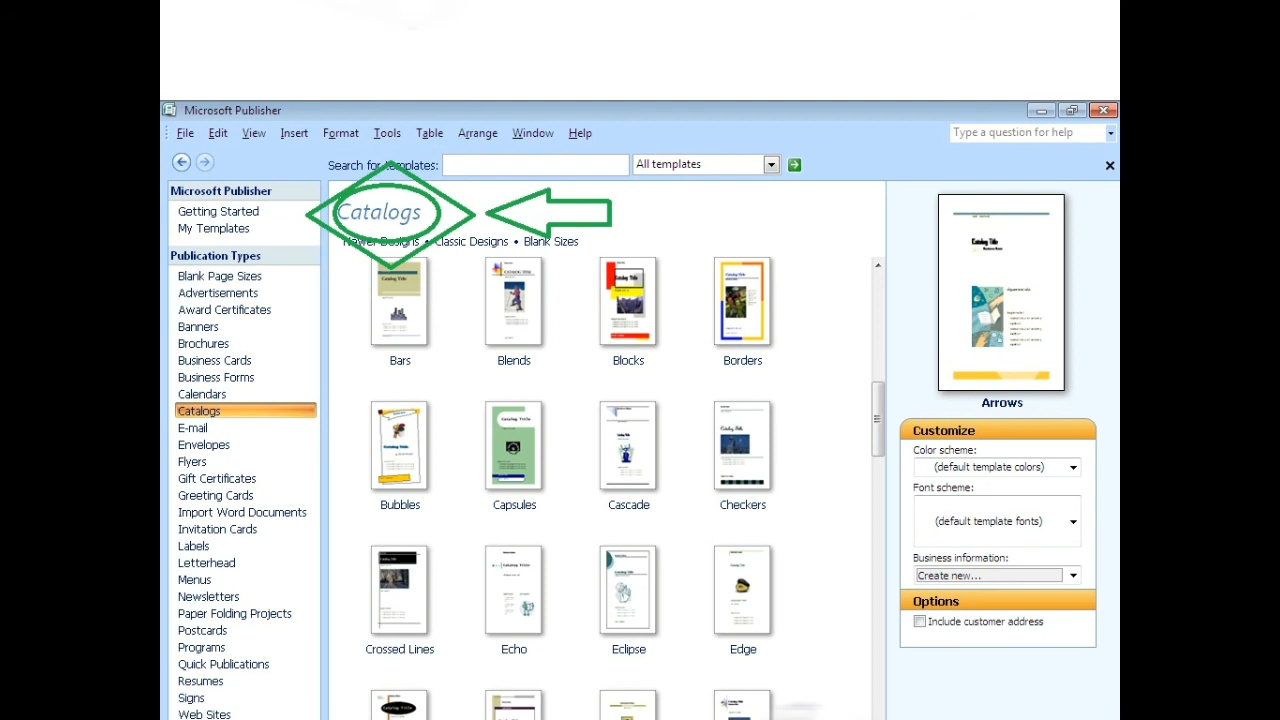 Microsoft Publisher
File Edit View Insert Format Tools Table Arrange Window Help
Type a question for help
Search for templates:
All templates
Microsoft Publisher
Getting Started
My Templates
Publication Types
Blank Page Sizes
Advertisements
Award Certificates
Banners
Brochures
Business Cards
Business Forms
Calendars
Catalogs
E-mail
Envelopes
Flyers
Gift Certificates
Greeting Cards
Import Word Documents
Invitation Cards
Labels
Letterhead
Menus
Newsletters
Paper Folding Projects
Postcards
Programs
Quick Publications
Resumes
Signs
Web Sites
Catalogs
Newer Designs • Classic Designs • Blank Sizes
Bars Blends Blocks Borders
Bubbles Capsules Cascade Checkers
Crossed Lines Echo Eclipse Edge
Catalog Title
Arrows
Customize
Color scheme:
(default template colors)
Font scheme:
(default template fonts)
Business information:
Create new...
Options
Include customer address